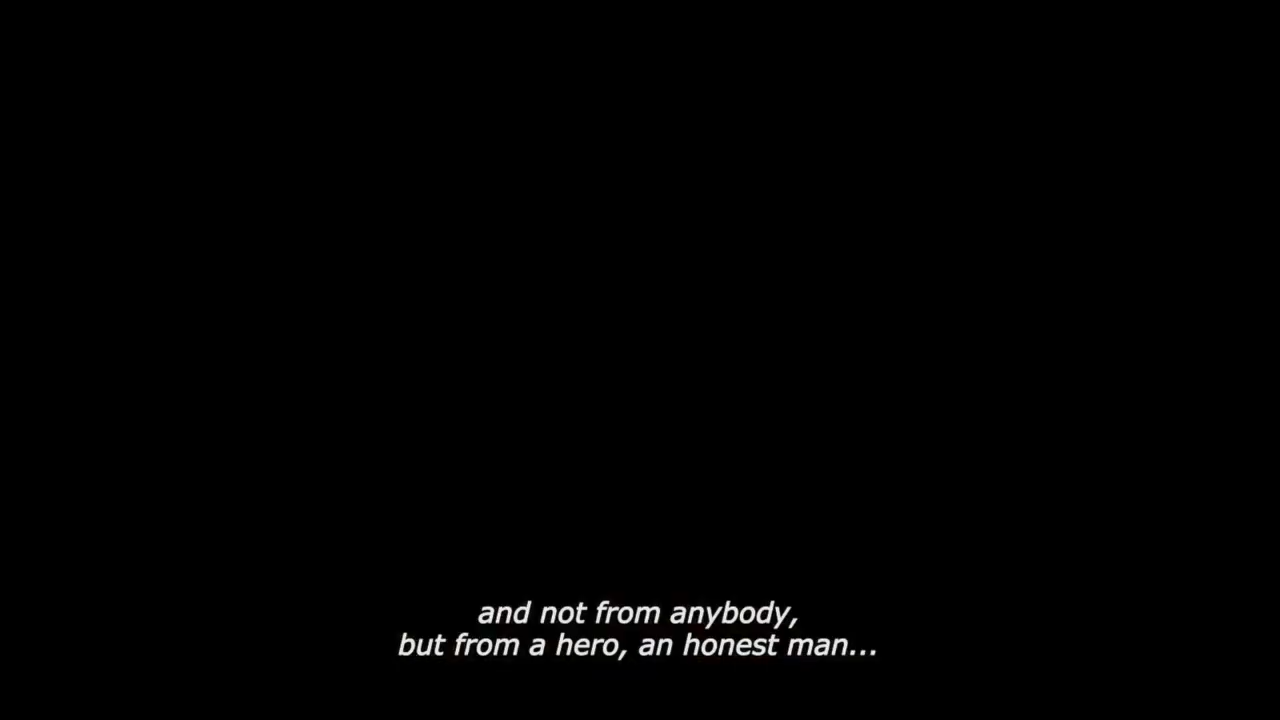 and not from anybody,
but from a hero, an honest man...